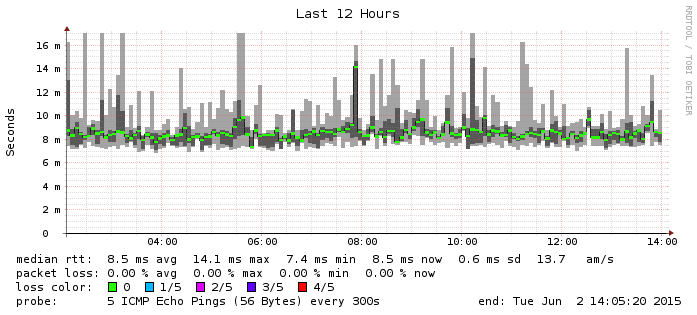 Last 12 Hours
RRDTOOL / TOBI OETIKER
Seconds
16 m
14 m
12 m
10 m
8 m
6 m
4 m
2 m
0
04:00 06:00 08:00 10:00 12:00 14:00
median rtt: 8.5 ms avg 14.1 ms max 7.4 ms min 8.5 ms now 0.6 ms sd 13.7 am/s
packet loss: 0.00 % avg 0.00 % max 0.00 % min 0.00 % now
loss color: 0 1/5 2/5 3/5 4/5
probe: 5 ICMP Echo Pings (56 Bytes) every 300s end: Tue Jun 2 14:05:20 2015